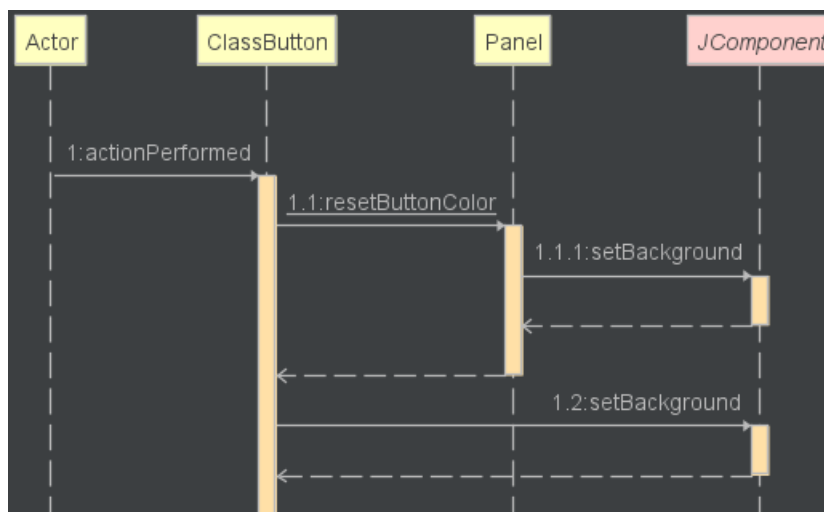 Actor
ClassButton
Panel
JComponent
1:actionPerformed
1.1:resetButtonColor
1.1.1:setBackground
1.2:setBackground